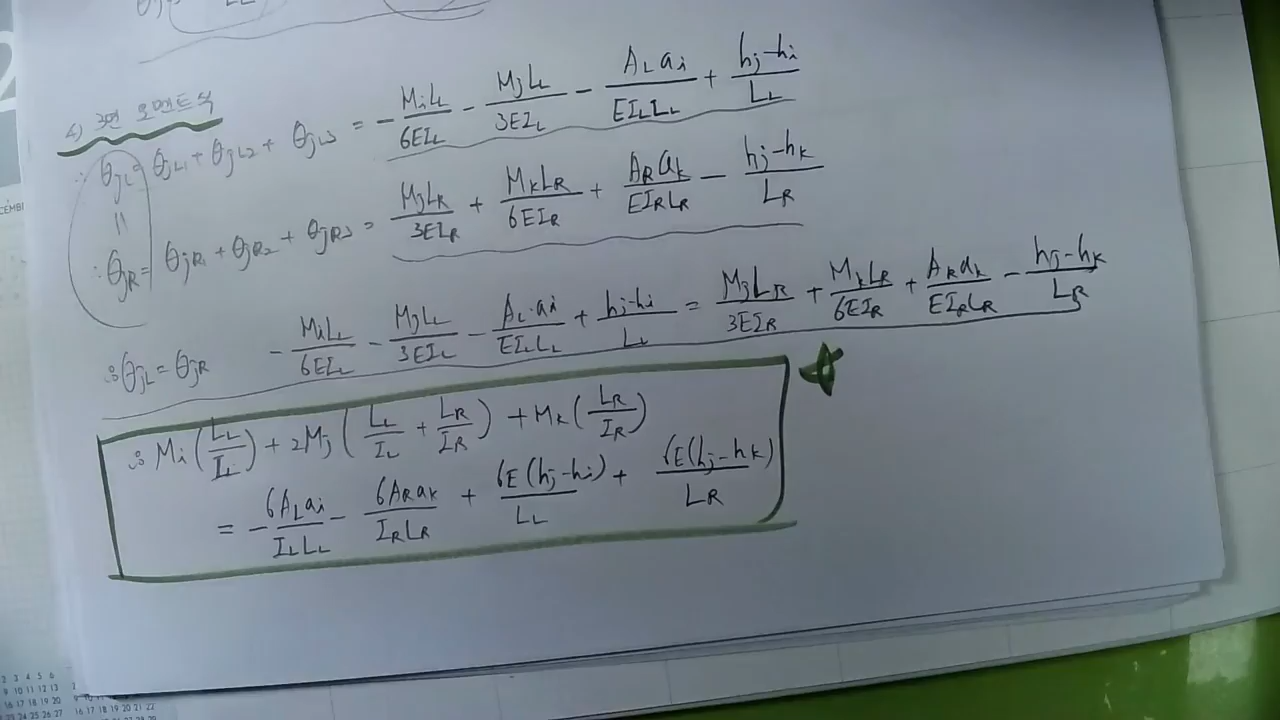 4) 3연 모멘트식
∴ θjL = θjL1 + θjL2 + θjL3 = - MiLL/6EIL - MjLL/3EIL - ALai/EILLL + hj-hi/LL
||
∴ θjR = θjR1 + θjR2 + θjR3 = MjLR/3EIR + MkLR/6EIR + ARak/EIRLR - hj-hk/LR
∴ θjL = θjR - MiLL/6EIL - MjLL/3EIL - AL·ai/EILLL + hj-hi/LL = MjLR/3EIR + MkLR/6EIR + ARak/EIRLR - hj-hk/LR
∴ Mi(LL/IL) + 2Mj(LL/IL + LR/IR) + Mk(LR/IR)
= - 6ALai/ILLL - 6ARak/IRLR + 6E(hj-hi)/LL + 6E(hj-hk)/LR